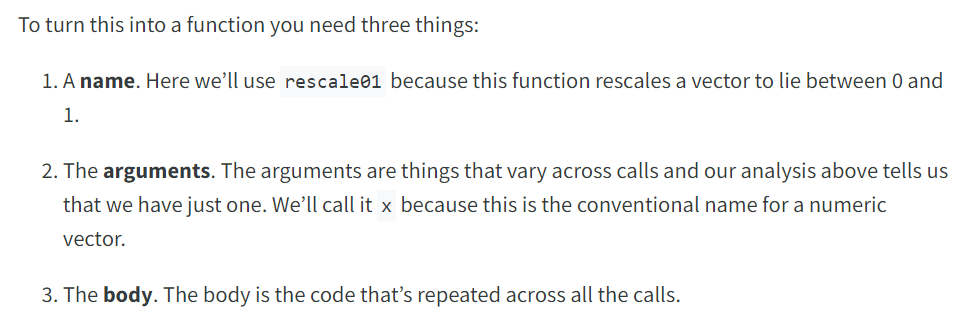 To turn this into a function you need three things:
1. A name. Here we’ll use rescale01 because this function rescales a vector to lie between 0 and
1.
2. The arguments. The arguments are things that vary across calls and our analysis above tells us
that we have just one. We’ll call it x because this is the conventional name for a numeric
vector.
3. The body. The body is the code that’s repeated across all the calls.